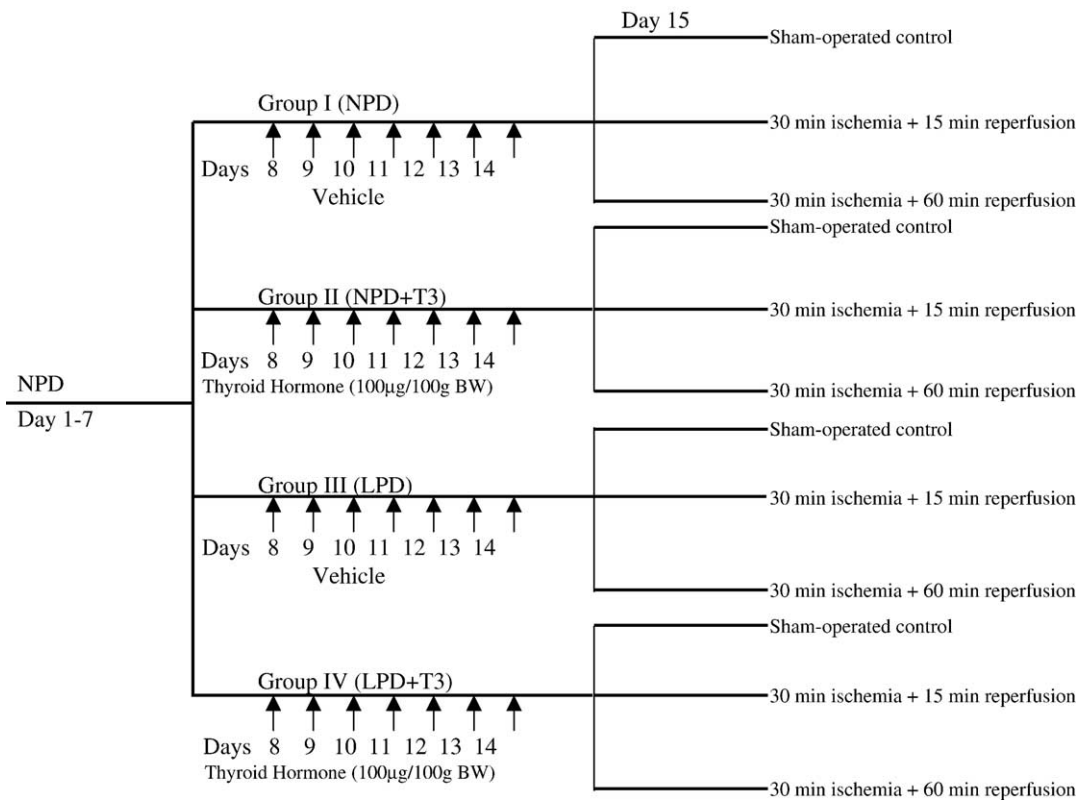 Day 15
Sham-operated control
Group I (NPD)
30 min ischemia + 15 min reperfusion
Days 8 9 10 11 12 13 14
Vehicle
30 min ischemia + 60 min reperfusion
Sham-operated control
Group II (NPD+T3)
30 min ischemia + 15 min reperfusion
Days 8 9 10 11 12 13 14
Thyroid Hormone (100µg/100g BW)
30 min ischemia + 60 min reperfusion
NPD
Day 1-7
Sham-operated control
Group III (LPD)
30 min ischemia + 15 min reperfusion
Days 8 9 10 11 12 13 14
Vehicle
30 min ischemia + 60 min reperfusion
Sham-operated control
Group IV (LPD+T3)
30 min ischemia + 15 min reperfusion
Days 8 9 10 11 12 13 14
Thyroid Hormone (100µg/100g BW)
30 min ischemia + 60 min reperfusion